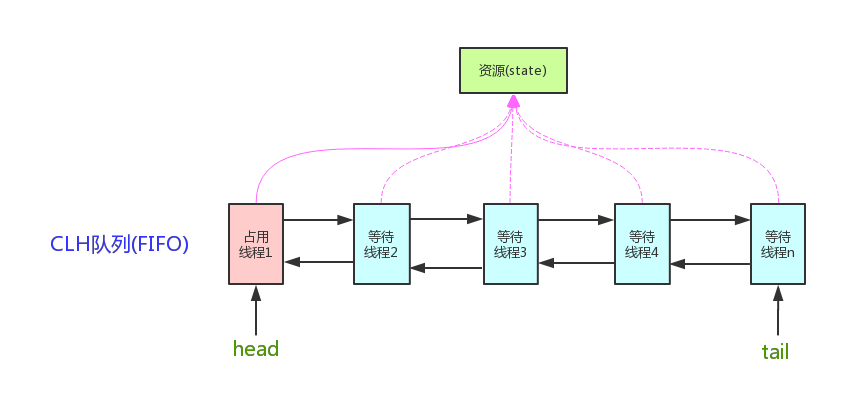 资源(state)
CLH队列(FIFO)
占用
线程1
等待
线程2
等待
线程3
等待
线程4
等待
线程n
head
tail